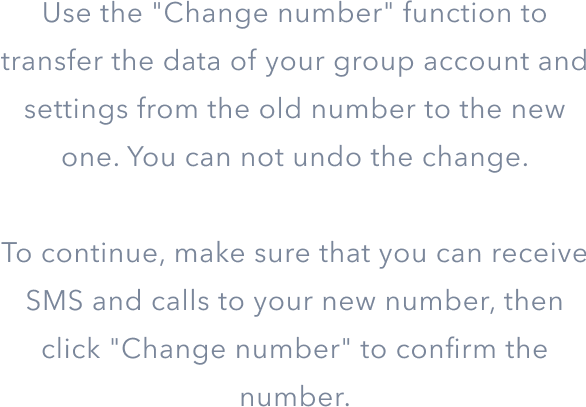 Use the "Change number" function to
transfer the data of your group account and
settings from the old number to the new
one. You can not undo the change.
To continue, make sure that you can receive
SMS and calls to your new number, then
click "Change number" to confirm the
number.